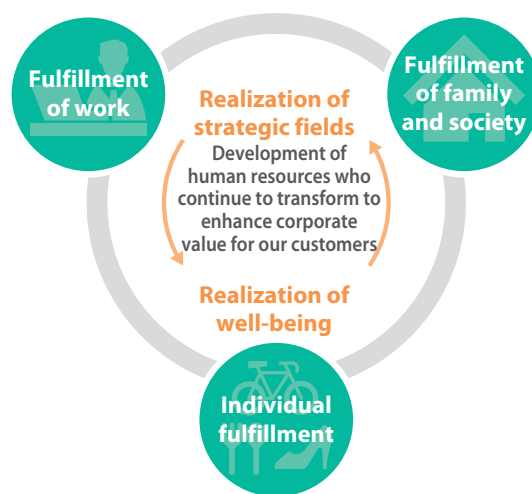 Fulfillment
of work
Fulfillment
of family
and society
Realization of
strategic fields
Development of
human resources who
continue to transform to
enhance corporate
value for our customers
Realization of
well-being
Individual
fulfillment